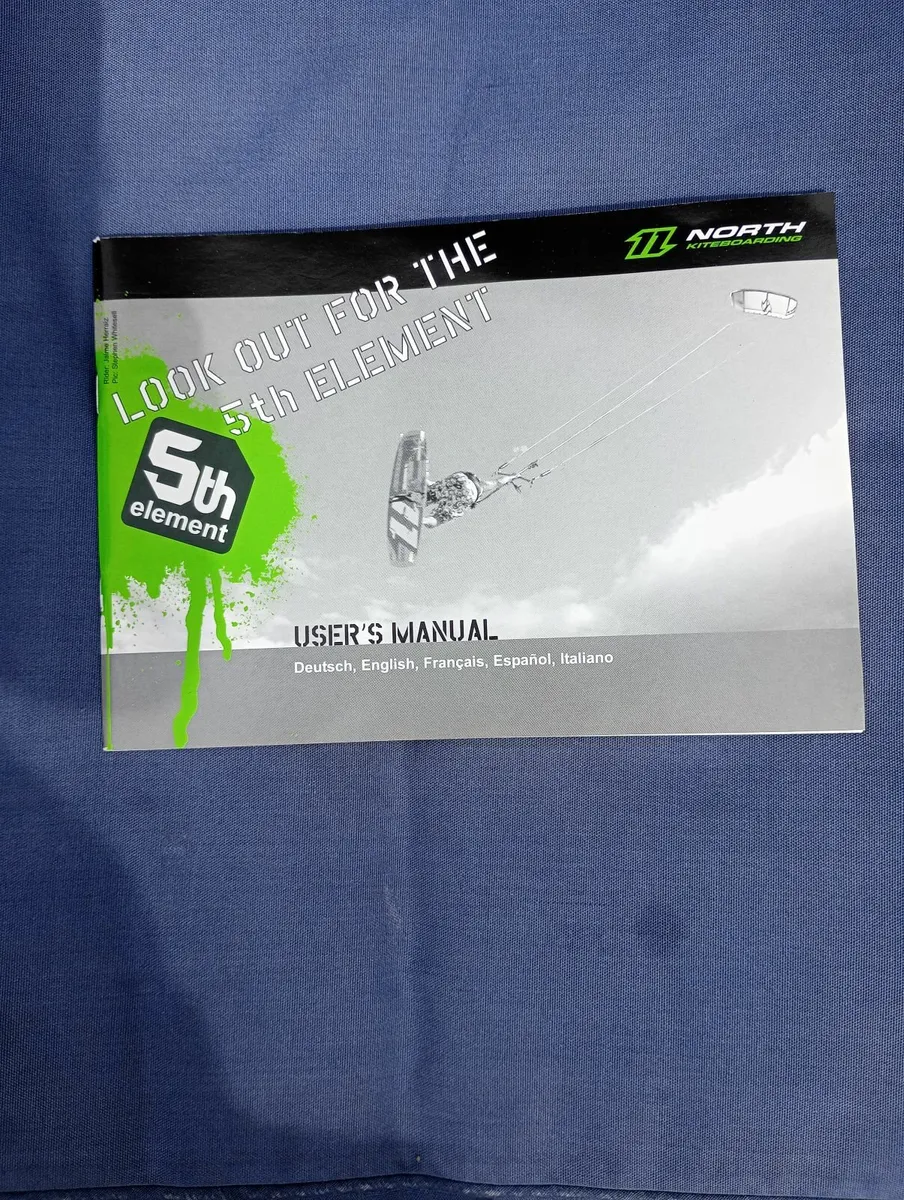 NORTH
KITEBOARDING
LOOK OUT FOR THE
5th ELEMENT
Rider: Jaime Herraiz
Pic: Stephen Whitesell
5th
element
USER'S MANUAL
Deutsch, English, Français, Español, Italiano